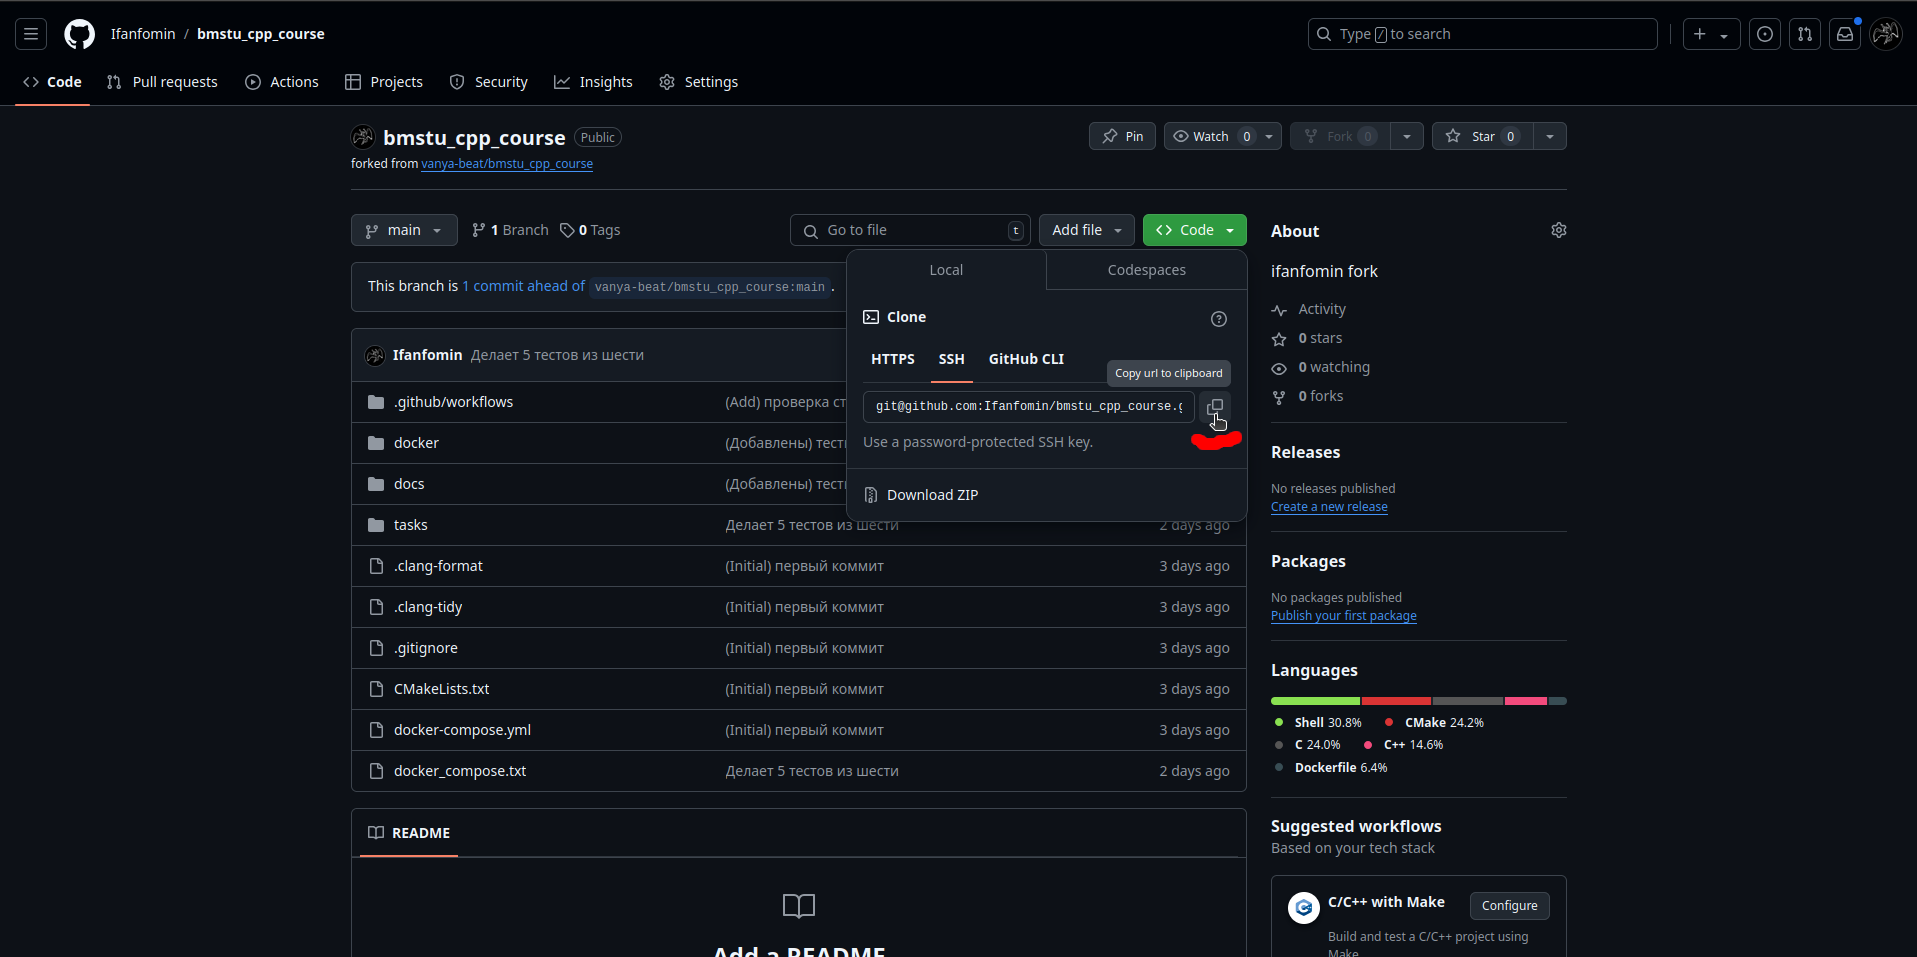 Ifanfomin / bmstu_cpp_course
Type / to search
Code Pull requests Actions Projects Security Insights Settings
bmstu_cpp_course Public
forked from vanya-beat/bmstu_cpp_course
Pin Watch 0 Fork 0 Star 0
main 1 Branch 0 Tags
Go to file t Add file Code
This branch is 1 commit ahead of vanya-beat/bmstu_cpp_course:main .
Local Codespaces
Clone
HTTPS SSH GitHub CLI
Copy url to clipboard
git@github.com:Ifanfomin/bmstu_cpp_course.g
Use a password-protected SSH key.
Download ZIP
Ifanfomin Делает 5 тестов из шести
.github/workflows (Add) проверка ст
docker (Добавлены) тест
docs (Добавлены) тест
tasks Делает 5 тестов из шести 2 days ago
.clang-format (Initial) первый коммит 3 days ago
.clang-tidy (Initial) первый коммит 3 days ago
.gitignore (Initial) первый коммит 3 days ago
CMakeLists.txt (Initial) первый коммит 3 days ago
docker-compose.yml (Initial) первый коммит 3 days ago
docker_compose.txt Делает 5 тестов из шести 2 days ago
README
Add a README
About
ifanfomin fork
Activity
0 stars
0 watching
0 forks
Releases
No releases published
Create a new release
Packages
No packages published
Publish your first package
Languages
Shell 30.8% CMake 24.2%
C 24.0% C++ 14.6%
Dockerfile 6.4%
Suggested workflows
Based on your tech stack
C/C++ with Make Configure
Build and test a C/C++ project using
Make.